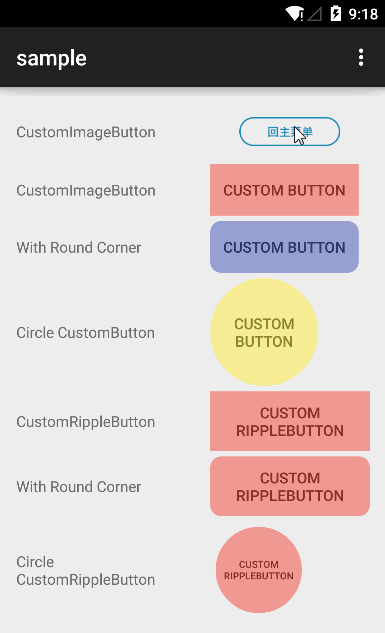 9:18
sample
CustomImageButton
回主菜单
CustomImageButton
CUSTOM BUTTON
With Round Corner
CUSTOM BUTTON
Circle CustomButton
CUSTOM
BUTTON
CustomRippleButton
CUSTOM
RIPPLEBUTTON
With Round Corner
CUSTOM
RIPPLEBUTTON
Circle
CustomRippleButton
CUSTOM
RIPPLEBUTTON